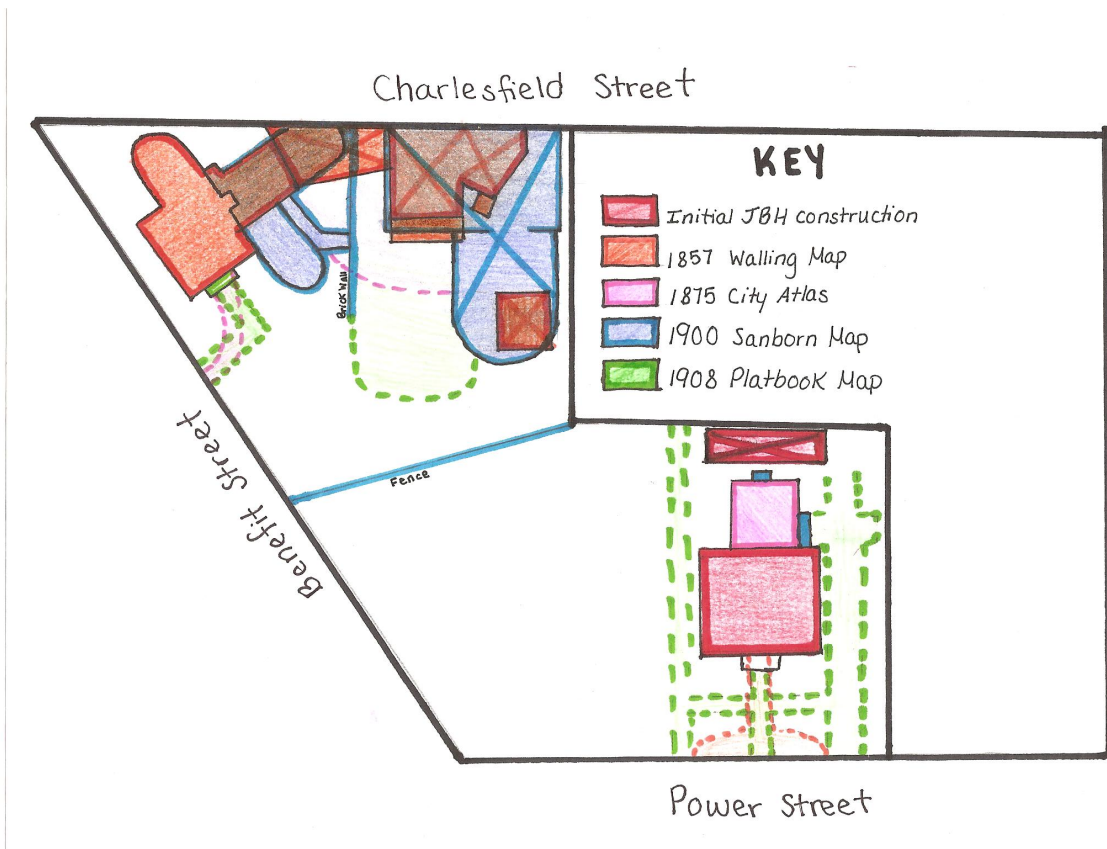 Charlesfield Street
KEY
Initial JBH construction
1857 Walling Map
1875 City Atlas
1900 Sanborn Map
1908 Platbook Map
Brick Wall
Fence
Benefit Street
Power Street